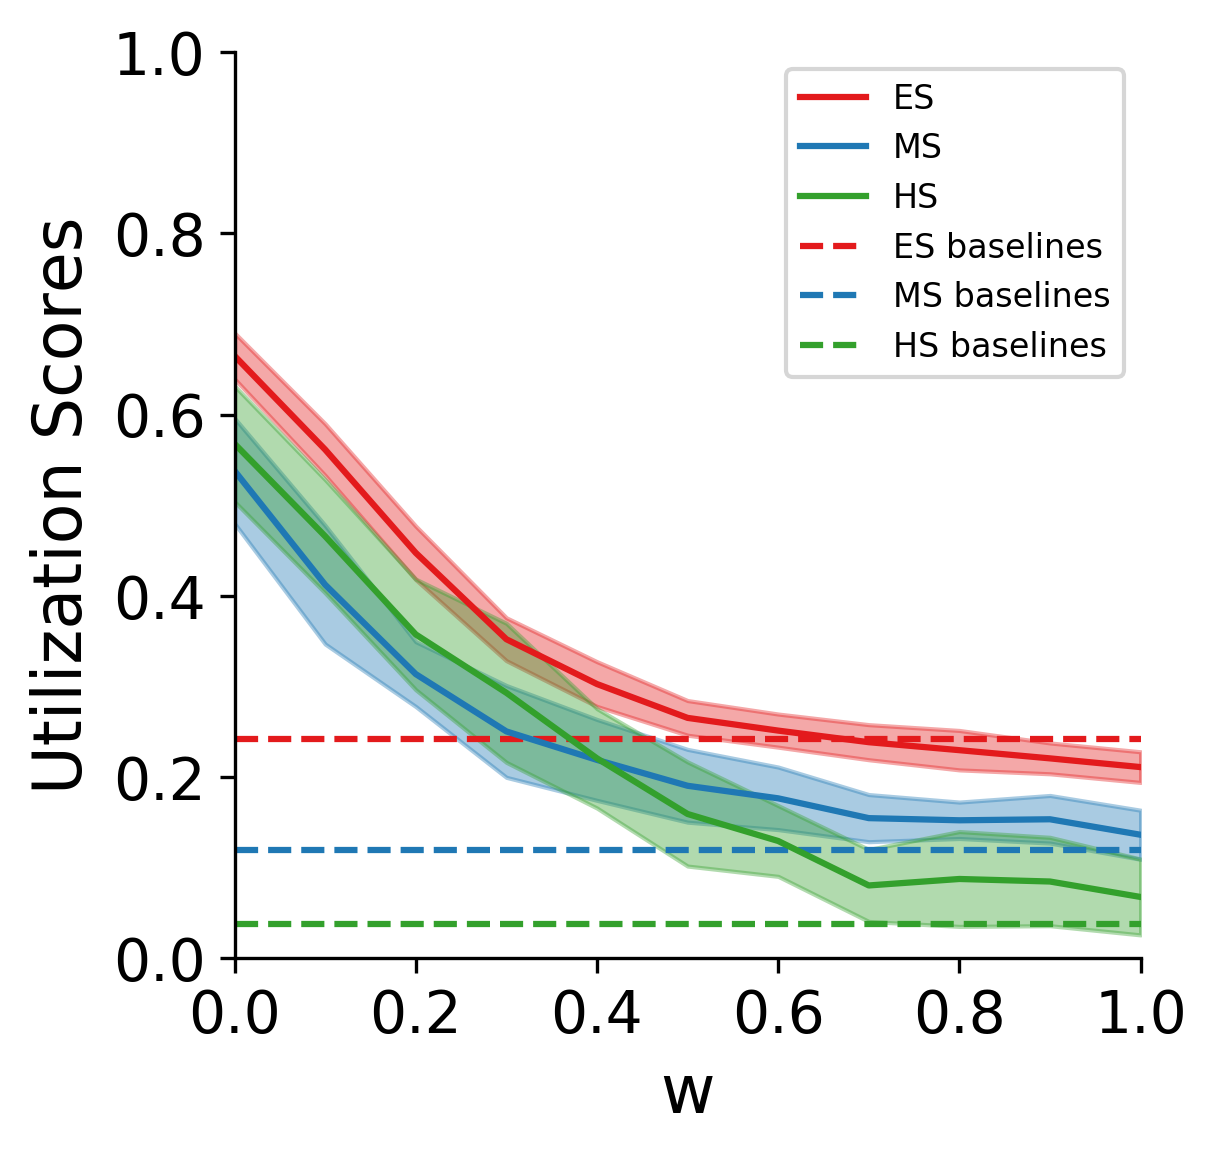 1.0
0.8
0.6
0.4
0.2
0.0
Utilization Scores
ES
MS
HS
ES baselines
MS baselines
HS baselines
0.0 0.2 0.4 0.6 0.8 1.0
w